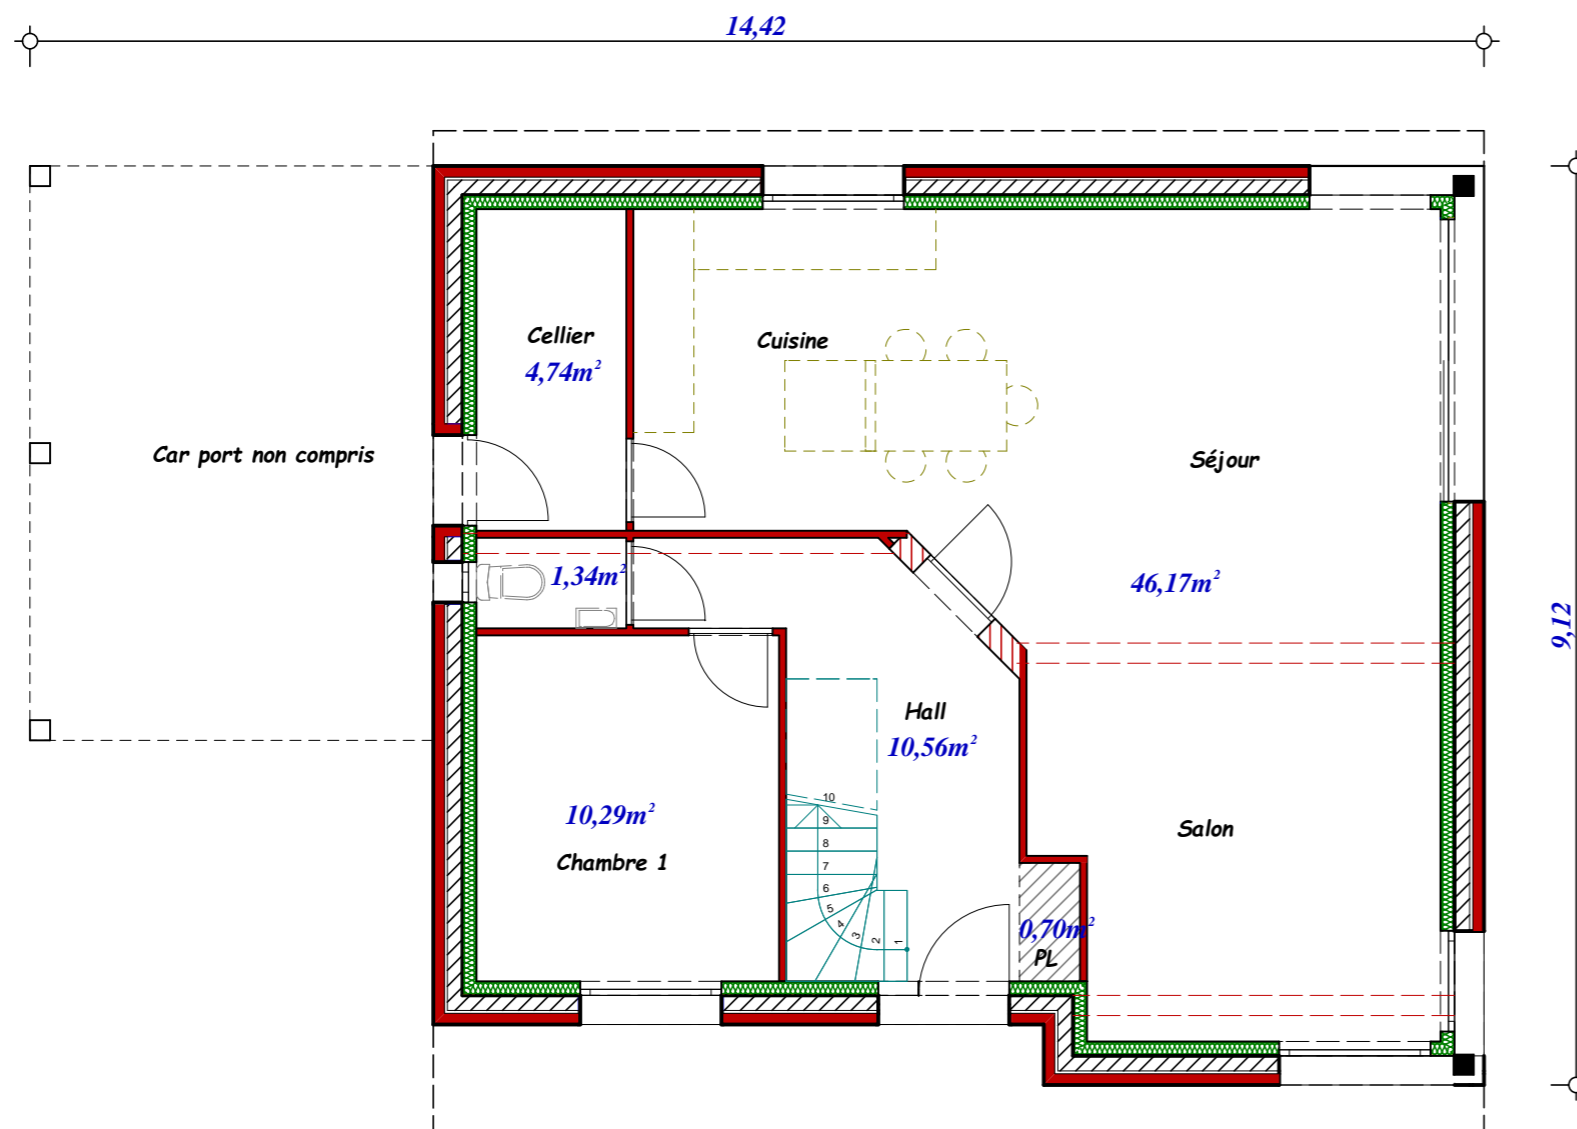 14,42
Cellier
4,74m²
Cuisine
Car port non compris
Séjour
1,34m²
46,17m²
9,12
Hall
10,56m²
10,29m²
Chambre 1
Salon
10
9
8
7
6
5
4
3
2
1
0,70m²
PL